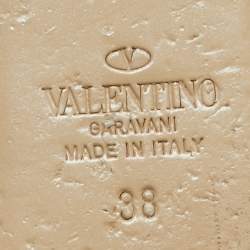 VALENTINO
GARAVANI
MADE IN ITALY
38